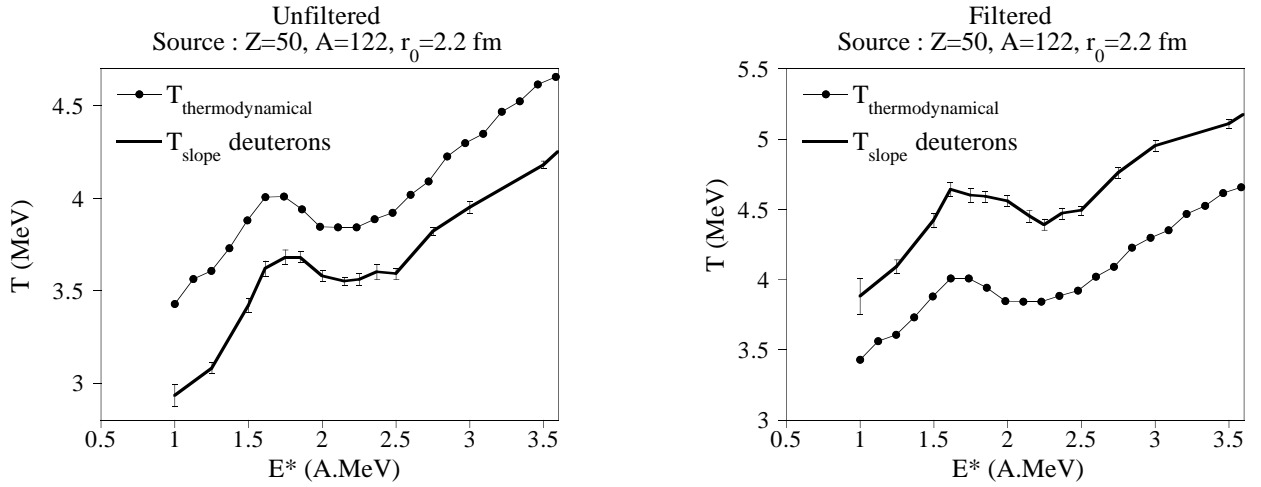 Unfiltered
Source : Z=50, A=122, r0=2.2 fm
T (MeV)
4.5
4
3.5
3
Tthermodynamical
Tslope deuterons
0.5 1 1.5 2 2.5 3 3.5
E* (A.MeV)
Filtered
Source : Z=50, A=122, r0=2.2 fm
T (MeV)
5.5
5
4.5
4
3.5
3
Tthermodynamical
Tslope deuterons
0.5 1 1.5 2 2.5 3 3.5
E* (A.MeV)